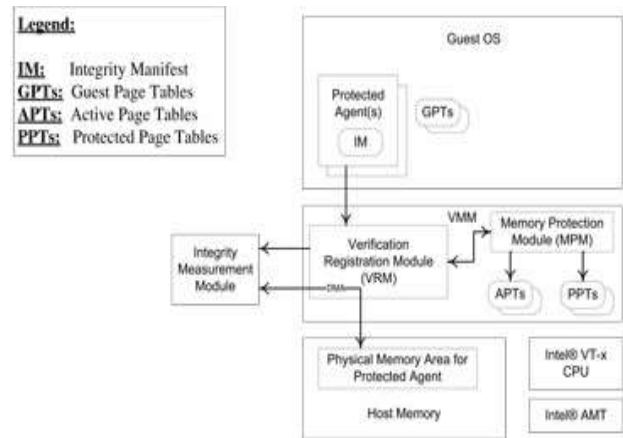 Legend:
IM: Integrity Manifest
GPTs: Guest Page Tables
APTs: Active Page Tables
PPTs: Protected Page Tables
Guest OS
Protected
Agent(s)
IM
GPTs
VMM
Verification
Registration Module
(VRM)
Memory Protection
Module (MPM)
APTs
PPTs
Integrity
Measurement
Module
DMA
Physical Memory Area for
Protected Agent
Host Memory
Intel® VT-x
CPU
Intel® AMT